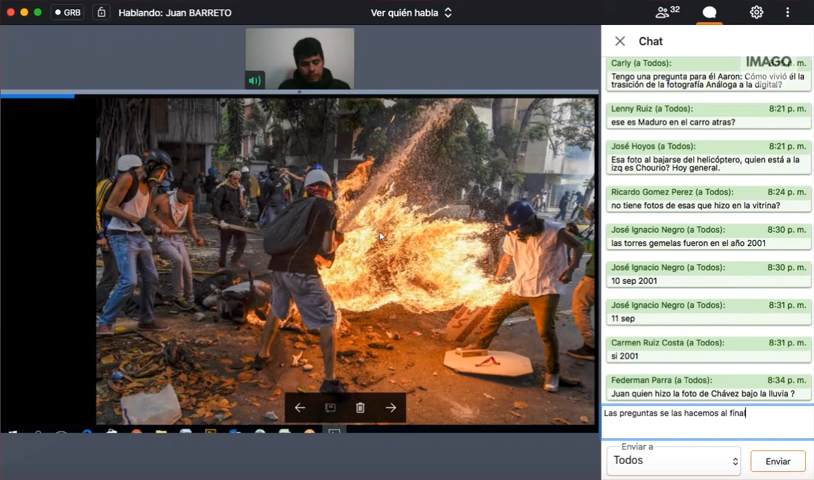 GRB
Hablando: Juan BARRETO
Ver quién habla
32
Chat
IMAGO
Carly (a Todos):
p. m.
Tengo una pregunta para él Aaron: Cómo vivió él la
trasición de la fotografía Análoga a la digital?
Lenny Ruiz (a Todos): 8:21 p. m.
ese es Maduro en el carro atras?
José Hoyos (a Todos): 8:21 p. m.
Esa foto al bajarse del helicóptero, quien está a la
izq es Chourio? Hoy general.
Ricardo Gomez Perez (a Todos): 8:24 p. m.
no tiene fotos de esas que hizo en la vitrina?
José Ignacio Negro (a Todos): 8:30 p. m.
las torres gemelas fueron en el año 2001
José Ignacio Negro (a Todos): 8:30 p. m.
10 sep 2001
José Ignacio Negro (a Todos): 8:31 p. m.
11 sep
Carmen Ruiz Costa (a Todos): 8:31 p. m.
si 2001
Federman Parra (a Todos): 8:34 p. m.
Juan quien hizo la foto de Chávez bajo la lluvia ?
Las preguntas se las hacemos al final
Enviar a
Todos
Enviar